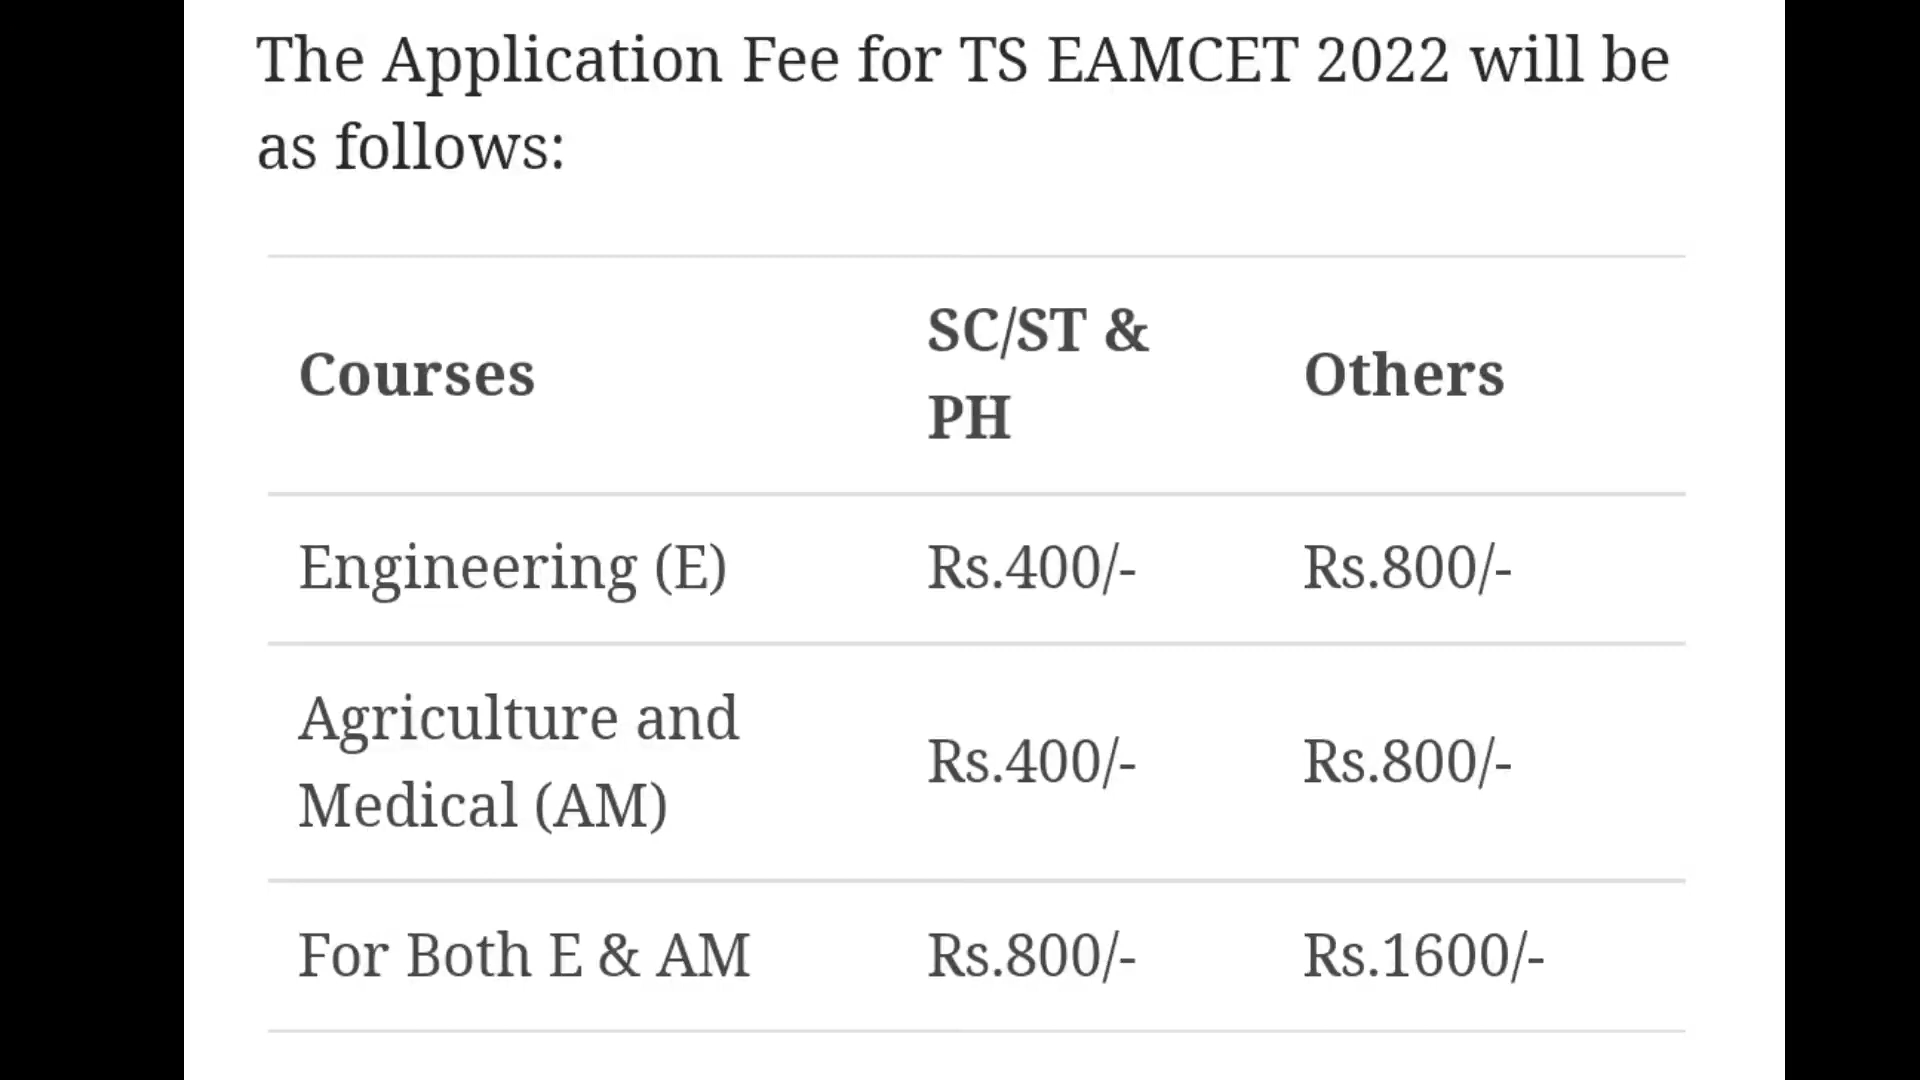 The Application Fee for TS EAMCET 2022 will be
as follows:
Courses
SC/ST &
PH
Others
Engineering (E)
Rs.400/-
Rs.800/-
Agriculture and
Medical (AM)
Rs.400/-
Rs.800/-
For Both E & AM
Rs.800/-
Rs.1600/-